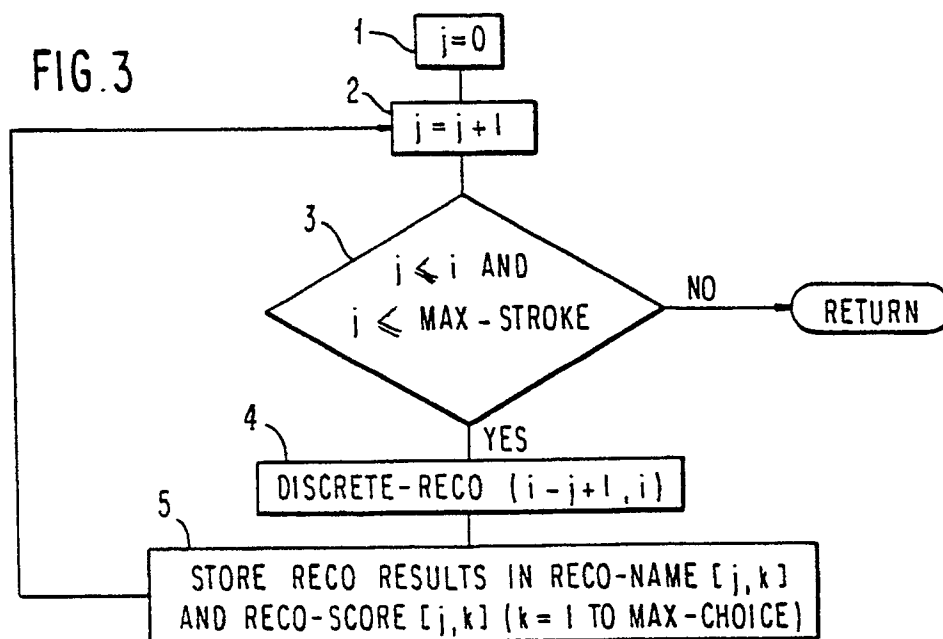 FIG.3
1
j=0
2
j = j + 1
3
j ≤ i AND
j ≤ MAX-STROKE
NO
RETURN
YES
4
DISCRETE-RECO (i-j+1, i)
5
STORE RECO RESULTS IN RECO-NAME [j,k]
AND RECO-SCORE [j,k] (k=1 TO MAX-CHOICE)